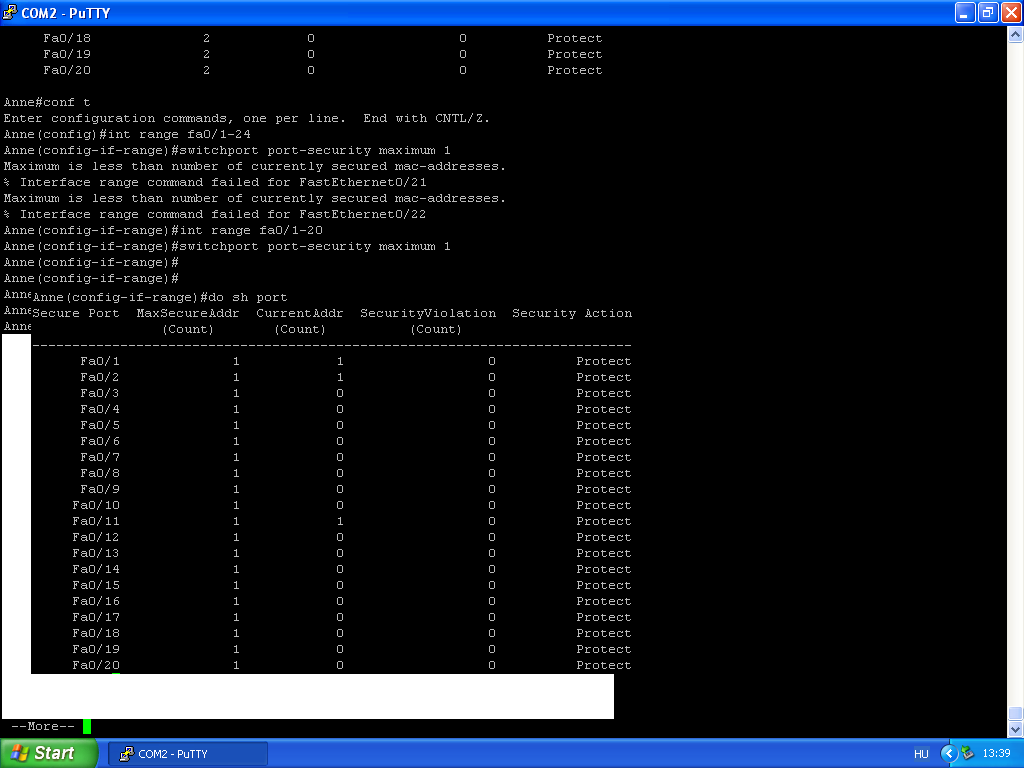 COM2 - PuTTY
Fa0/18 2 0 0 Protect
Fa0/19 2 0 0 Protect
Fa0/20 2 0 0 Protect
Anne#conf t
Enter configuration commands, one per line. End with CNTL/Z.
Anne(config)#int range fa0/1-24
Anne(config-if-range)#switchport port-security maximum 1
Maximum is less than number of currently secured mac-addresses.
% Interface range command failed for FastEthernet0/21
Maximum is less than number of currently secured mac-addresses.
% Interface range command failed for FastEthernet0/22
Anne(config-if-range)#int range fa0/1-20
Anne(config-if-range)#switchport port-security maximum 1
Anne(config-if-range)#
Anne(config-if-range)#
Anne
Anne(config-if-range)#do sh port
Anne
Secure Port MaxSecureAddr CurrentAddr SecurityViolation Security Action
Anne
(Count) (Count) (Count)
--------------------------------------------------------------------------- 
Fa0/1 1 1 0 Protect
Fa0/2 1 1 0 Protect
Fa0/3 1 0 0 Protect
Fa0/4 1 0 0 Protect
Fa0/5 1 0 0 Protect
Fa0/6 1 0 0 Protect
Fa0/7 1 0 0 Protect
Fa0/8 1 0 0 Protect
Fa0/9 1 0 0 Protect
Fa0/10 1 0 0 Protect
Fa0/11 1 1 0 Protect
Fa0/12 1 0 0 Protect
Fa0/13 1 0 0 Protect
Fa0/14 1 0 0 Protect
Fa0/15 1 0 0 Protect
Fa0/16 1 0 0 Protect
Fa0/17 1 0 0 Protect
Fa0/18 1 0 0 Protect
Fa0/19 1 0 0 Protect
Fa0/20 1 0 0 Protect
--More--
Start COM2 - PuTTY HU 13:39